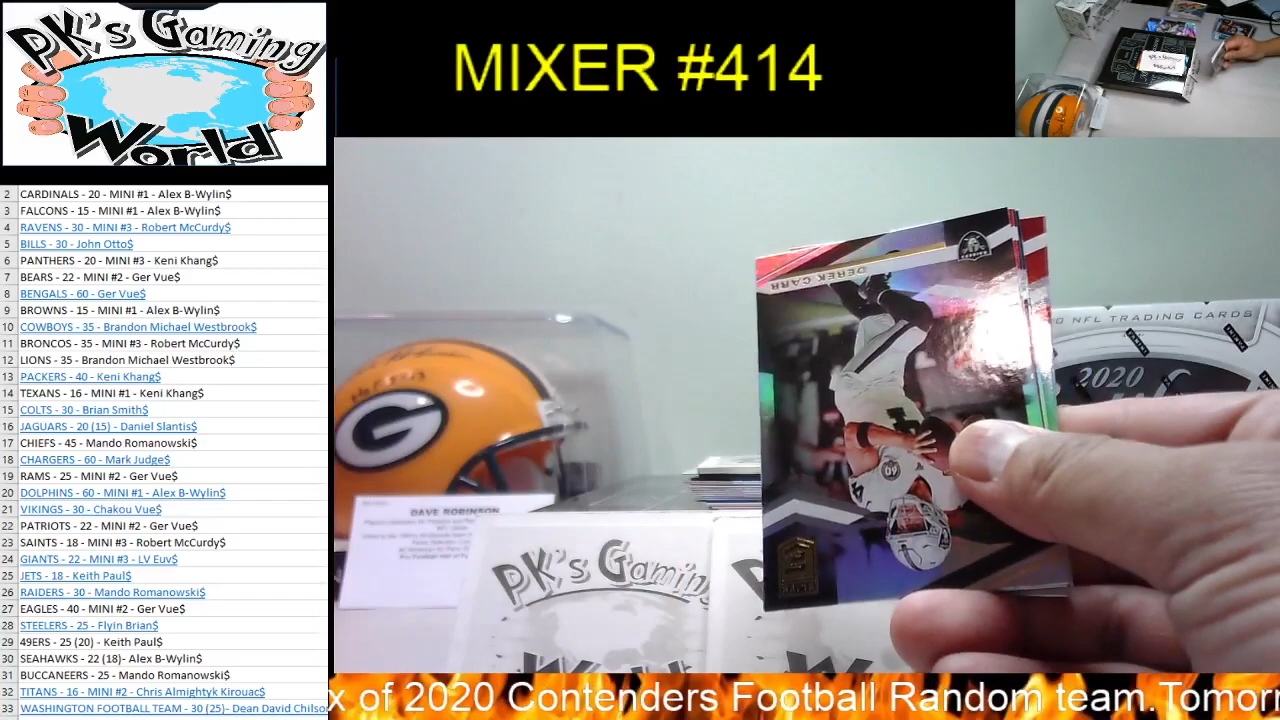 PK's Gaming
World
MIXER #414
2 CARDINALS - 20 - MINI #1 - Alex B-Wylin$
3 FALCONS - 15 - MINI #1 - Alex B-Wylin$
4 RAVENS - 30 - MINI #3 - Robert McCurdy$
5 BILLS - 30 - John Otto$
6 PANTHERS - 20 - MINI #3 - Keni Khang$
7 BEARS - 22 - MINI #2 - Ger Vue$
8 BENGALS - 60 - Ger Vue$
9 BROWNS - 15 - MINI #1 - Alex B-Wylin$
10 COWBOYS - 35 - Brandon Michael Westbrook$
11 BRONCOS - 35 - MINI #3 - Robert McCurdy$
12 LIONS - 35 - Brandon Michael Westbrook$
13 PACKERS - 40 - Keni Khang$
14 TEXANS - 16 - MINI #1 - Keni Khang$
15 COLTS - 30 - Brian Smith$
16 JAGUARS - 20 (15) - Daniel Slantis$
17 CHIEFS - 45 - Mando Romanowski$
18 CHARGERS - 60 - Mark Judge$
19 RAMS - 25 - MINI #2 - Ger Vue$
20 DOLPHINS - 60 - MINI #1 - Alex B-Wylin$
21 VIKINGS - 30 - Chakou Vue$
22 PATRIOTS - 22 - MINI #2 - Ger Vue$
23 SAINTS - 18 - MINI #3 - Robert McCurdy$
24 GIANTS - 22 - MINI #3 - LV Euv$
25 JETS - 18 - Keith Paul$
26 RAIDERS - 30 - Mando Romanowski$
27 EAGLES - 40 - MINI #2 - Ger Vue$
28 STEELERS - 25 - Flyin Brian$
29 49ERS - 25 (20) - Keith Paul$
30 SEAHAWKS - 22 (18)- Alex B-Wylin$
31 BUCCANEERS - 25 - Mando Romanowski$
32 TITANS - 16 - MINI #2 - Chris Almightyk Kirouac$
33 WASHINGTON FOOTBALL TEAM - 30 (25)- Dean David Chilso
DEREK CARR
NFL TRADING CARDS
2020
G
DAVE ROBINSON
PK's Gaming
x of 2020 Contenders Football Random team.Tomor